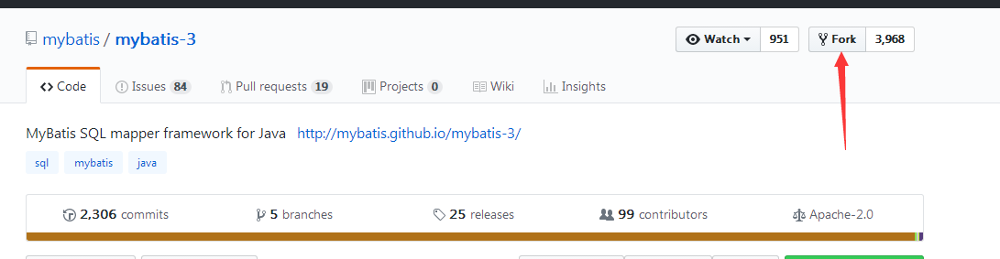 mybatis / mybatis-3 Watch 951 Fork 3,968
Code Issues 84 Pull requests 19 Projects 0 Wiki Insights
MyBatis SQL mapper framework for Java http://mybatis.github.io/mybatis-3/
sql mybatis java
2,306 commits 5 branches 25 releases 99 contributors Apache-2.0